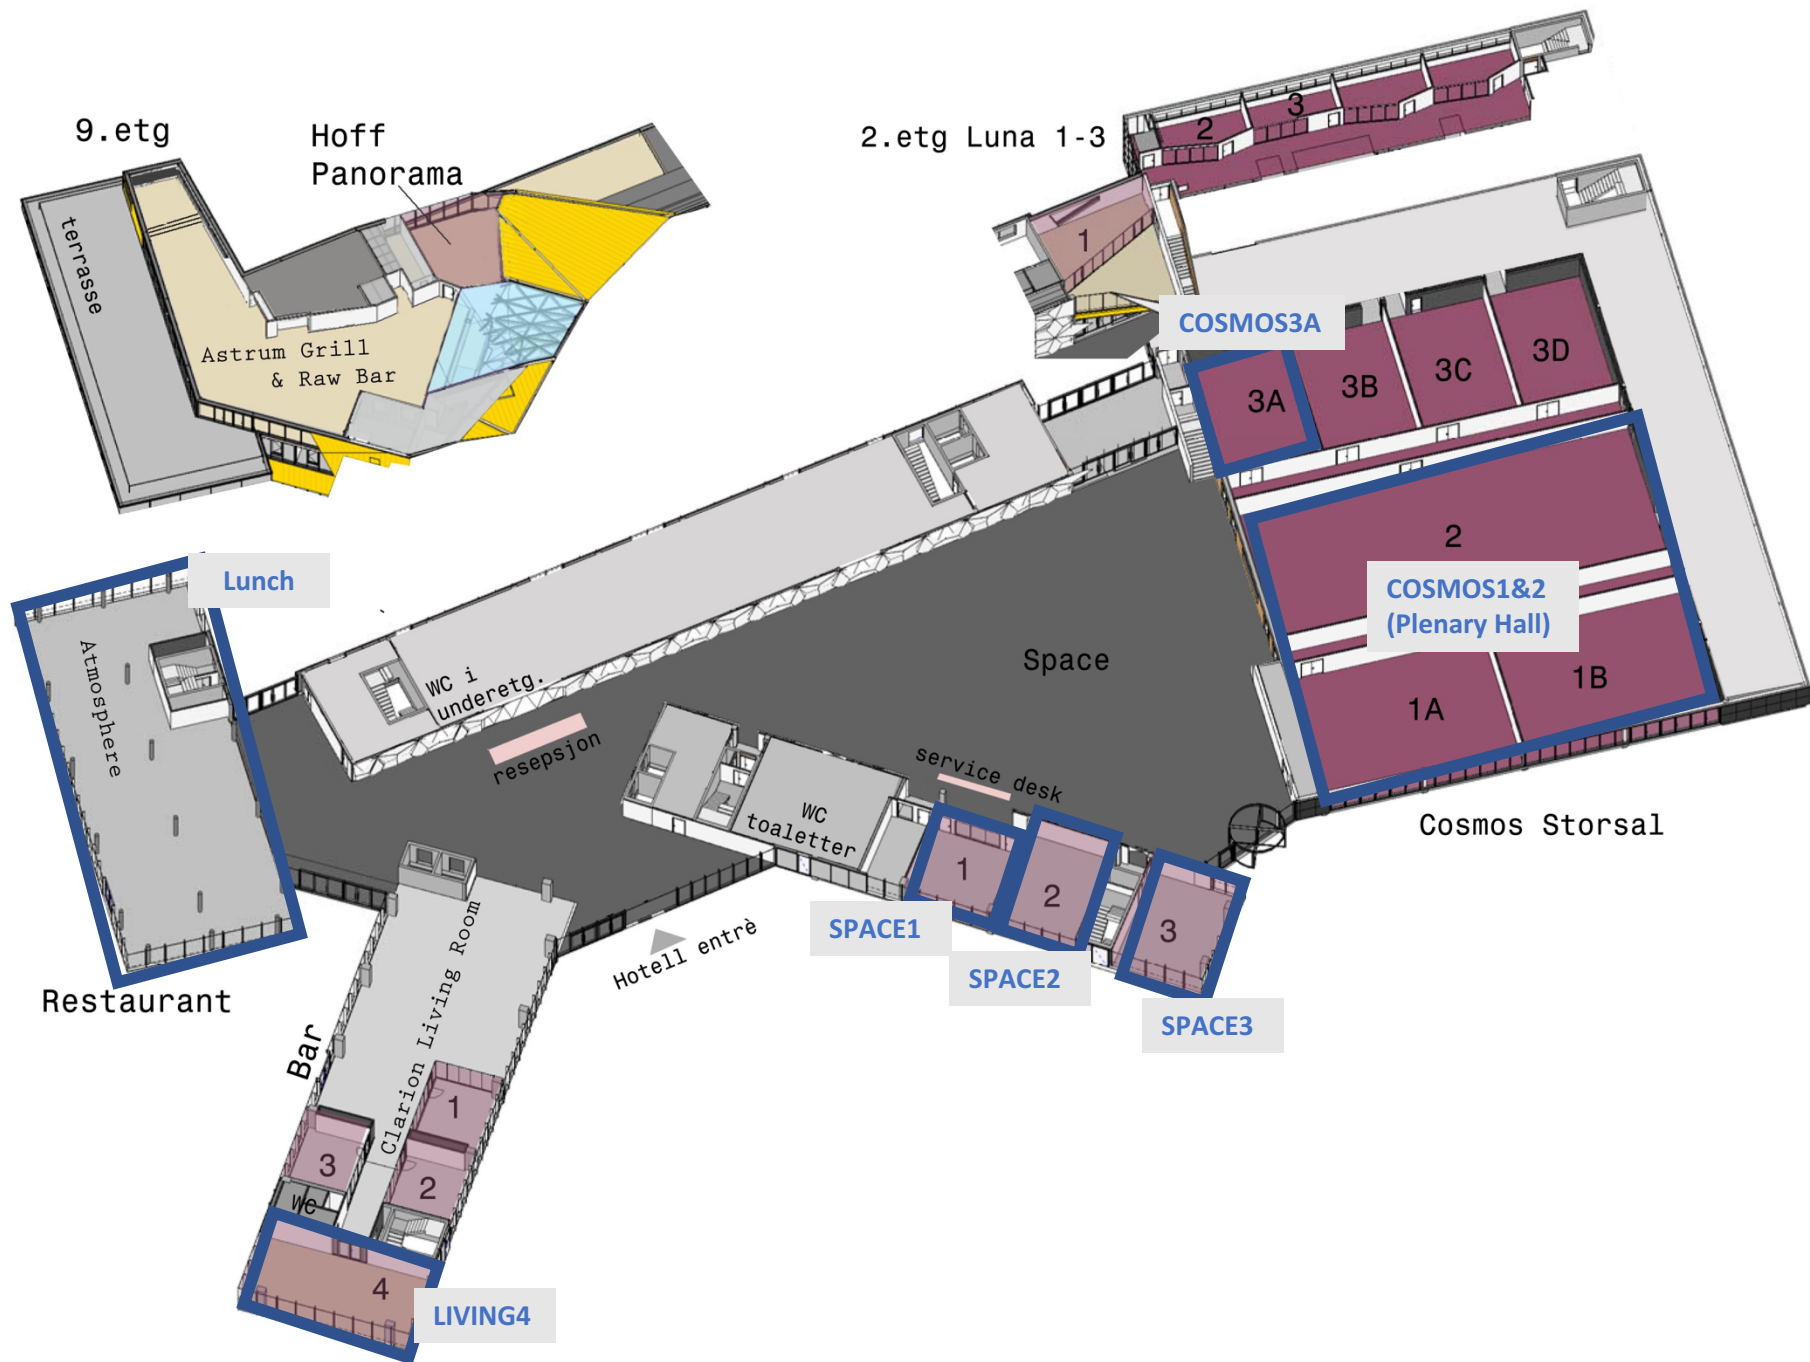 9.etg
Hoff
Panorama
2.etg Luna 1-3
2
3
1
terrasse
Astrum Grill
& Raw Bar
COSMOS3A
3A
3B
3C
3D
2
COSMOS1&2
(Plenary Hall)
1A
1B
Cosmos Storsal
Lunch
Atmosphere
Restaurant
WC i
underetg.
resepsjon
Space
service desk
WC
toaletter
1
2
3
SPACE1
SPACE2
SPACE3
Hotell entrè
Bar
Clarion Living Room
1
2
3
WC
4
LIVING4